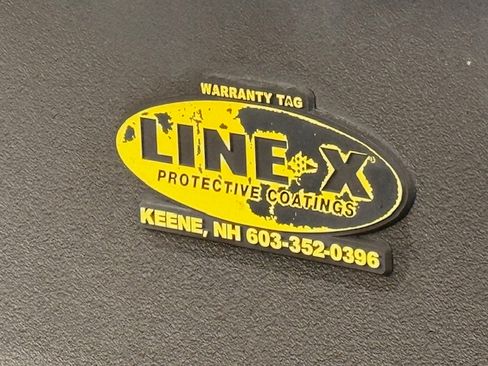 WARRANTY TAG
LINE-X®
PROTECTIVE COATINGS
KEENE, NH 603-352-0396